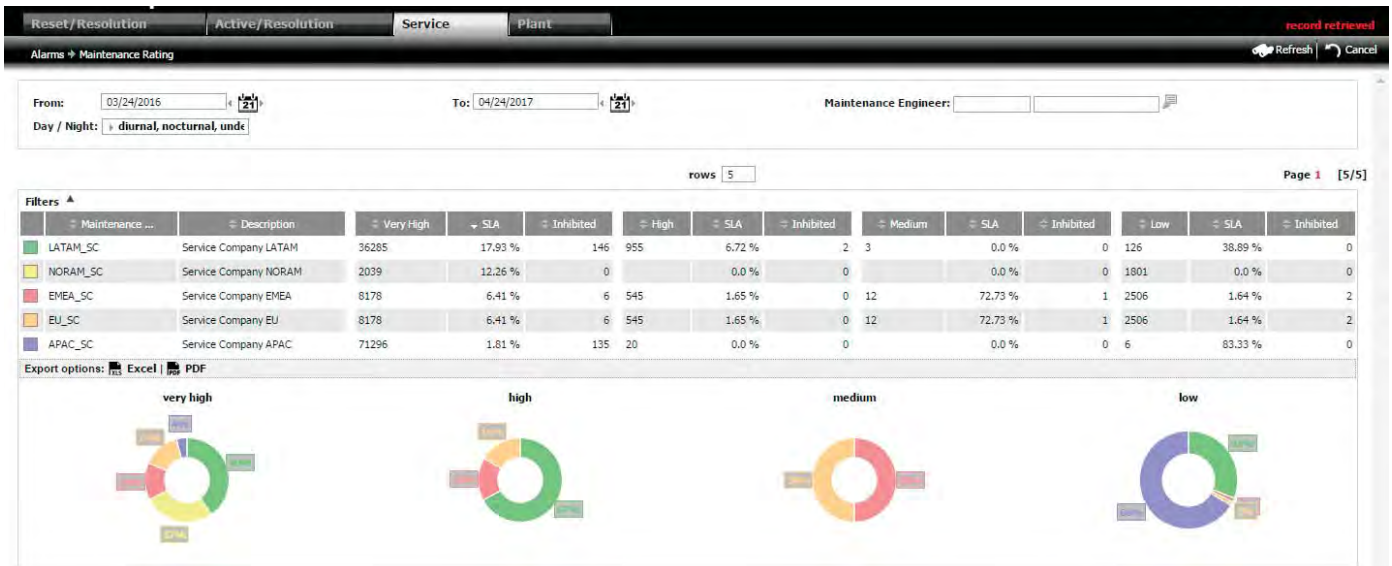 Reset/Resolution Active/Resolution Service Plant record retrieved
Alarms Maintenance Rating Refresh Cancel
From: 03/24/2016 21 To: 04/24/2017 21 Maintenance Engineer:
Day / Night: diurnal, nocturnal, unde
rows 5 Page 1 [5/5]
Filters
Maintenance ... Description Very High SLA Inhibited High SLA Inhibited Medium SLA Inhibited Low SLA Inhibited
LATAM_SC Service Company LATAM 36285 17.93 % 146 955 6.72 % 2 3 0.0 % 0 126 38.89 % 0
NORAM_SC Service Company NORAM 2039 12.26 % 0 0.0 % 0 0.0 % 0 1801 0.0 % 0
EMEA_SC Service Company EMEA 8178 6.41 % 6 545 1.65 % 0 12 72.73 % 1 2506 1.64 % 2
EU_SC Service Company EU 8178 6.41 % 6 545 1.65 % 0 12 72.73 % 1 2506 1.64 % 2
APAC_SC Service Company APAC 71296 1.81 % 135 20 0.0 % 0 0.0 % 0 6 83.33 % 0
Export options: Excel | PDF
very high high medium low